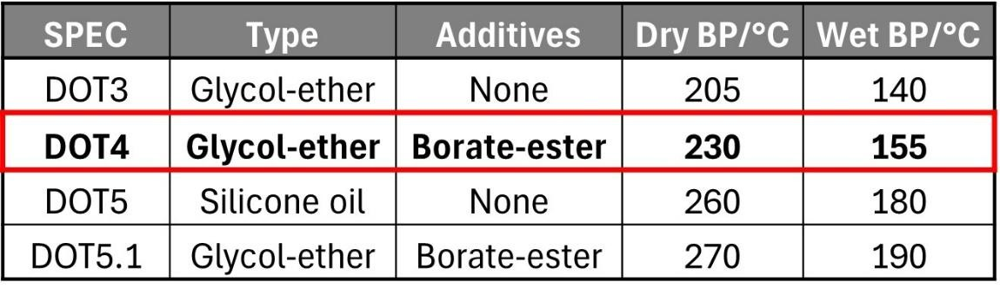 SPEC Type Additives Dry BP/°C Wet BP/°C
DOT3 Glycol-ether None 205 140
DOT4 Glycol-ether Borate-ester 230 155
DOT5 Silicone oil None 260 180
DOT5.1 Glycol-ether Borate-ester 270 190